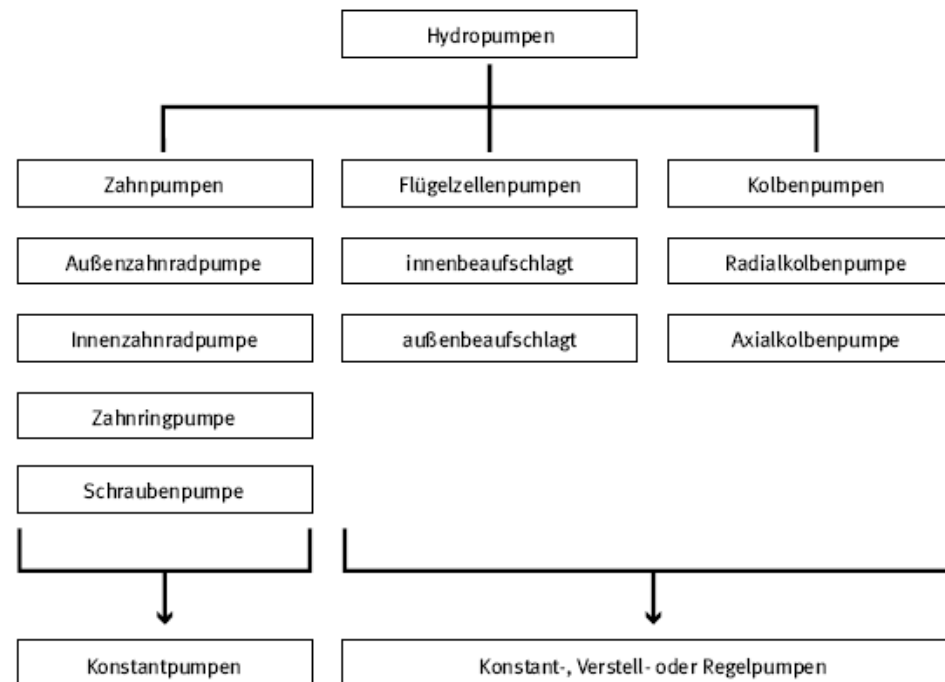 Hydropumpen
Zahnpumpen
Flügelzellenpumpen
Kolbenpumpen
Außenzahnradpumpe
innenbeaufschlagt
Radialkolbenpumpe
Innenzahnradpumpe
außenbeaufschlagt
Axialkolbenpumpe
Zahnringpumpe
Schraubenpumpe
Konstantpumpen
Konstant-, Verstell- oder Regelpumpen